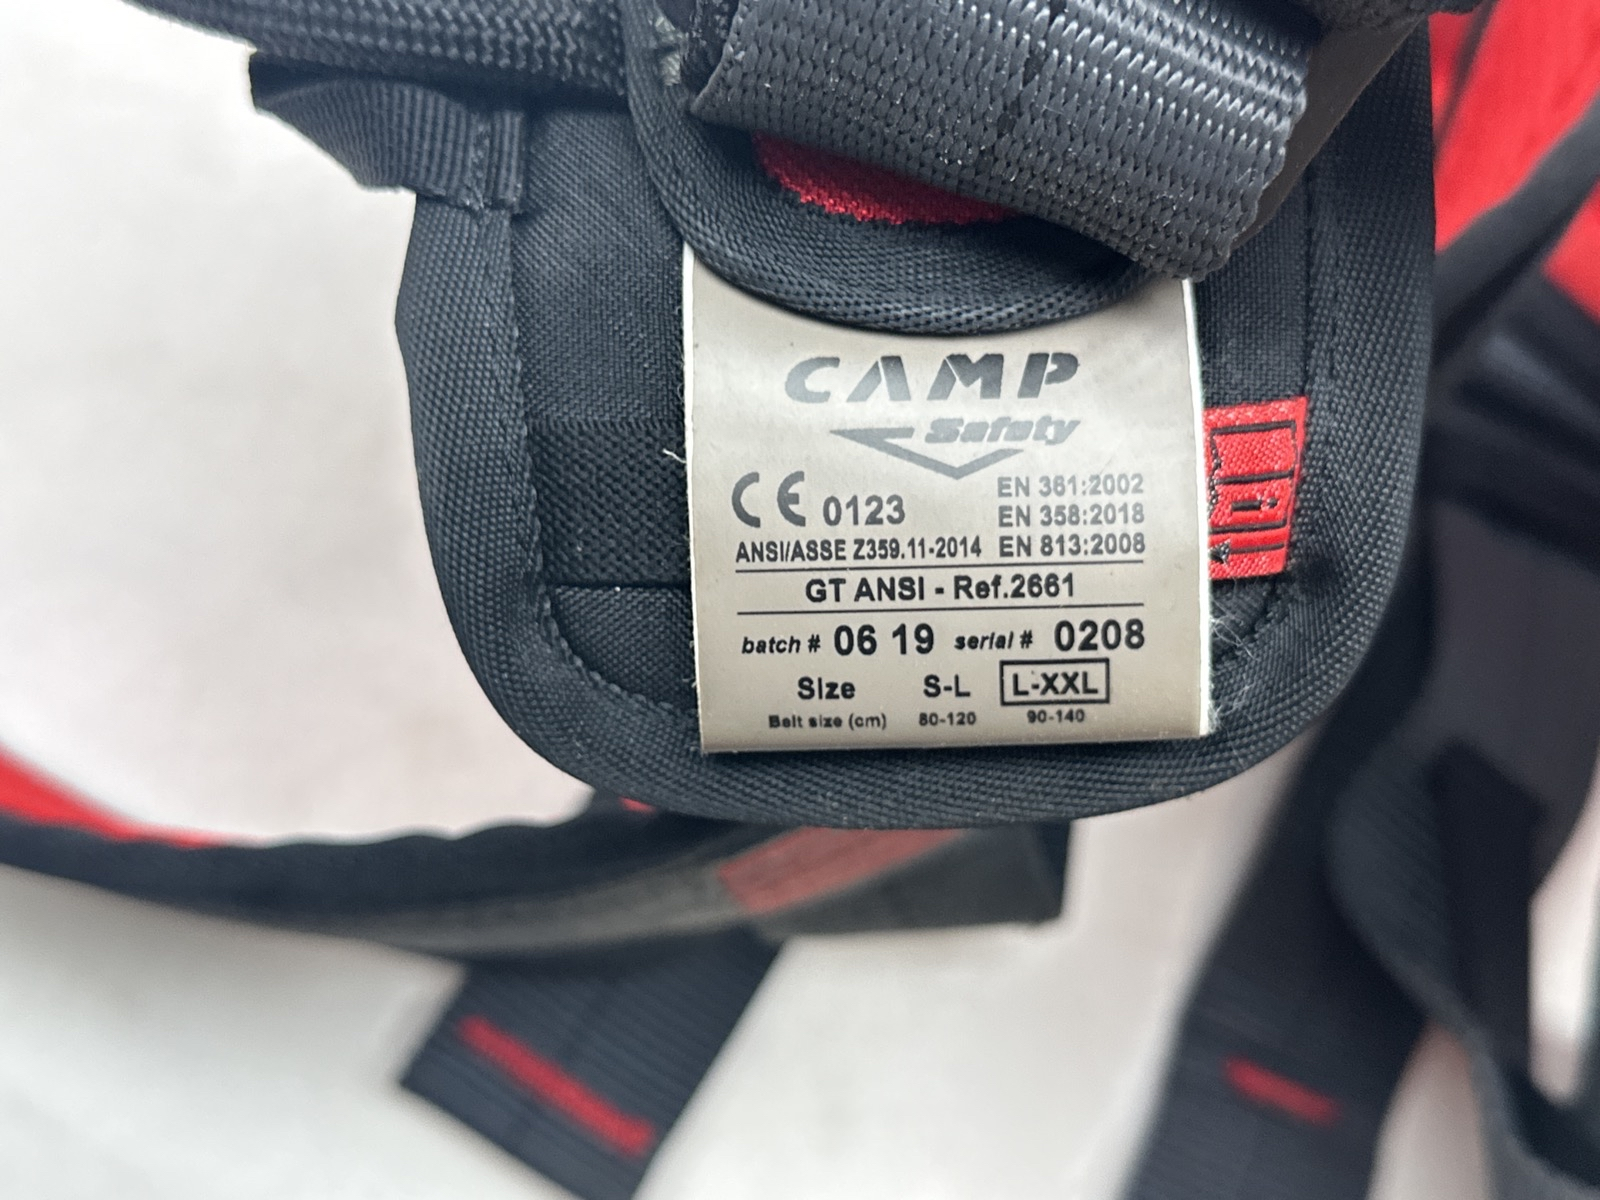 CAMP
Safety
CE 0123
EN 361:2002
EN 358:2018
ANSI/ASSE Z359.11-2014 EN 813:2008
GT ANSI - Ref.2661
batch # 06 19 serial # 0208
Size S-L L-XXL
Belt size (cm) 80-120 90-140